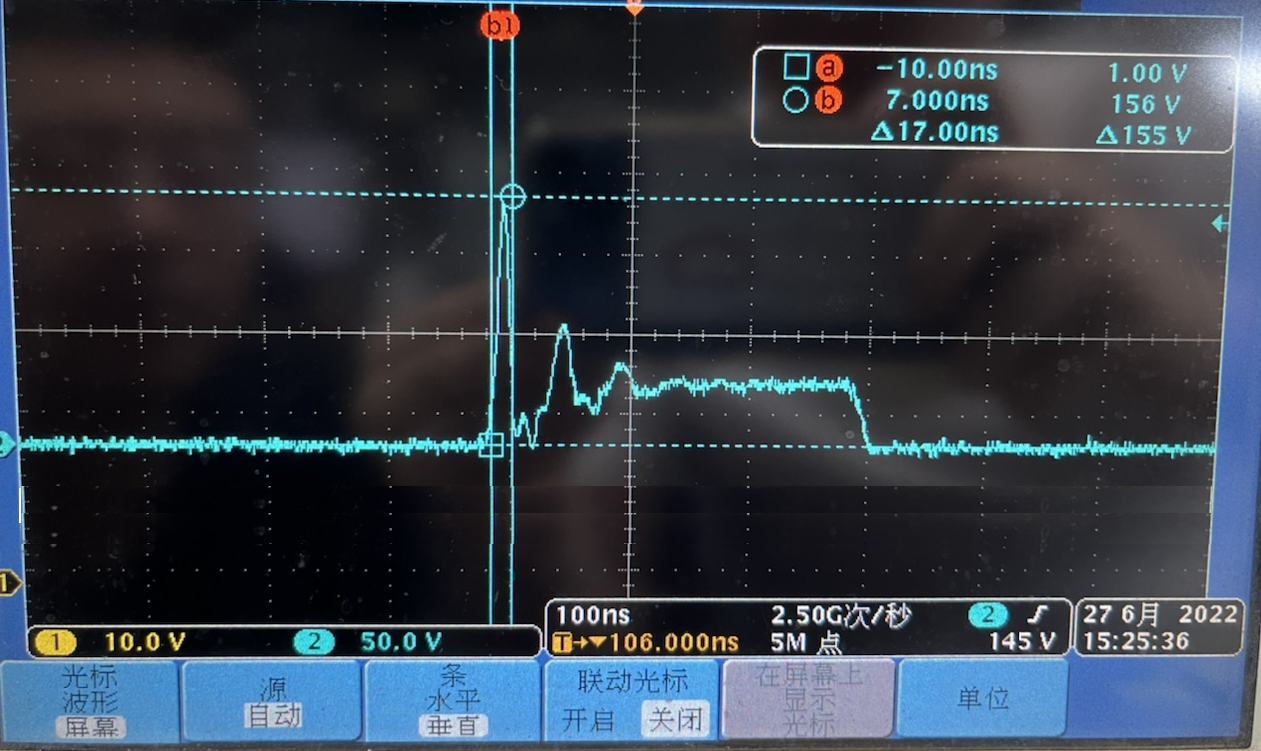 b1
□ a −10.00ns 1.00 V
○ b 7.000ns 156 V
Δ17.00ns Δ155 V
1
1 10.0 V 2 50.0 V
100ns 2.50G次/秒 2 ƒ
T→▼106.000ns 5M 点 145 V
27 6月 2022
15:25:36
光标
波形
屏幕
源
自动
条
水平
垂直
联动光标
开启 关闭
在屏幕上
显示
光标
单位